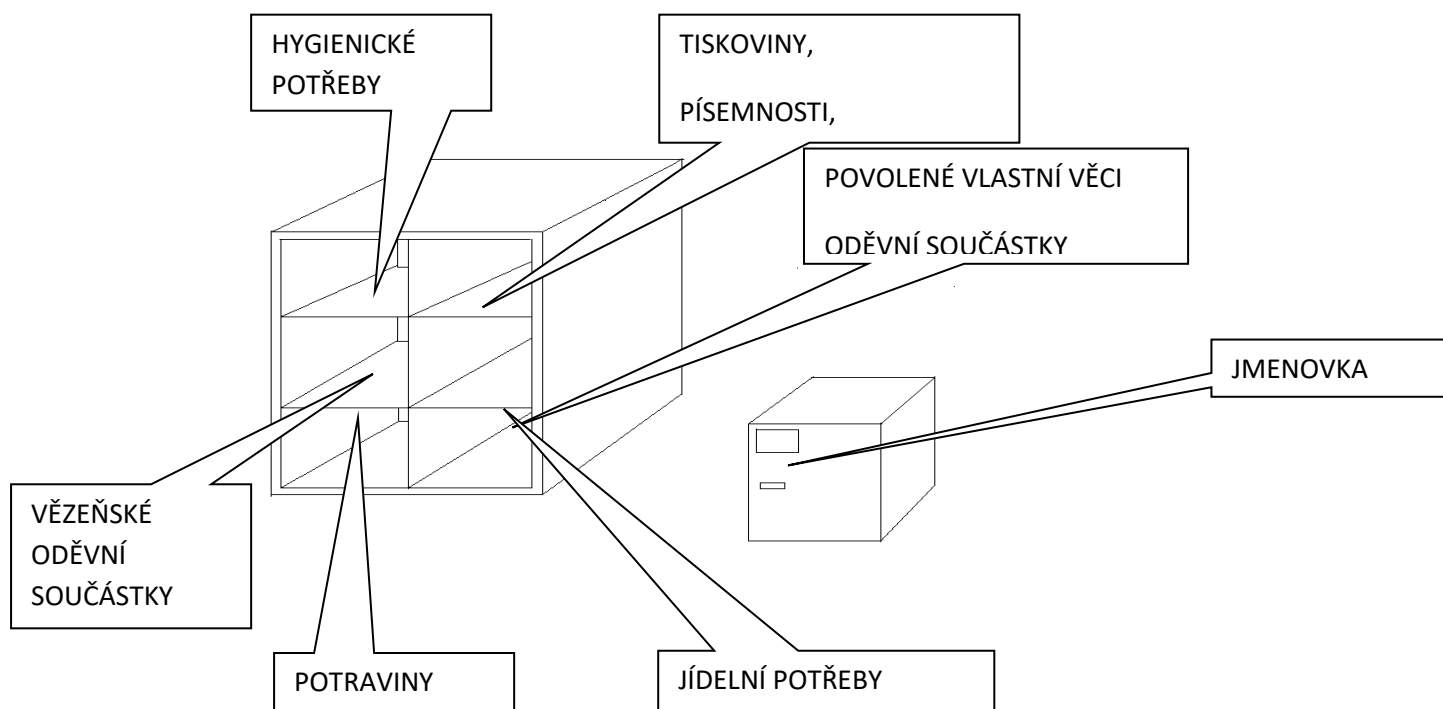 HYGIENICKÉ
POTŘEBY
TISKOVINY,
PÍSEMNOSTI,
POVOLENÉ VLASTNÍ VĚCI
ODĚVNÍ SOUČÁSTKY
JMENOVKA
VĚZEŇSKÉ
ODĚVNÍ
SOUČÁSTKY
POTRAVINY
JÍDELNÍ POTŘEBY